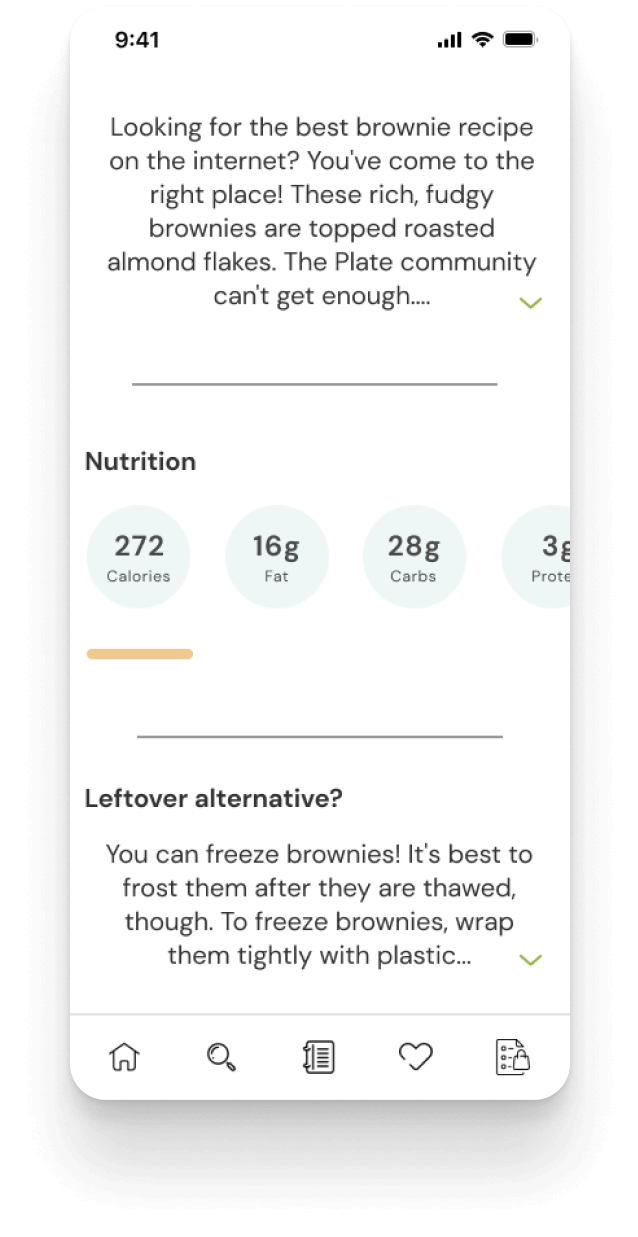 9:41
Looking for the best brownie recipe
on the internet? You've come to the
right place! These rich, fudgy
brownies are topped roasted
almond flakes. The Plate community
can't get enough....
Nutrition
272 16g 28g 3g
Calories Fat Carbs Prote
Leftover alternative?
You can freeze brownies! It's best to
frost them after they are thawed,
though. To freeze brownies, wrap
them tightly with plastic...